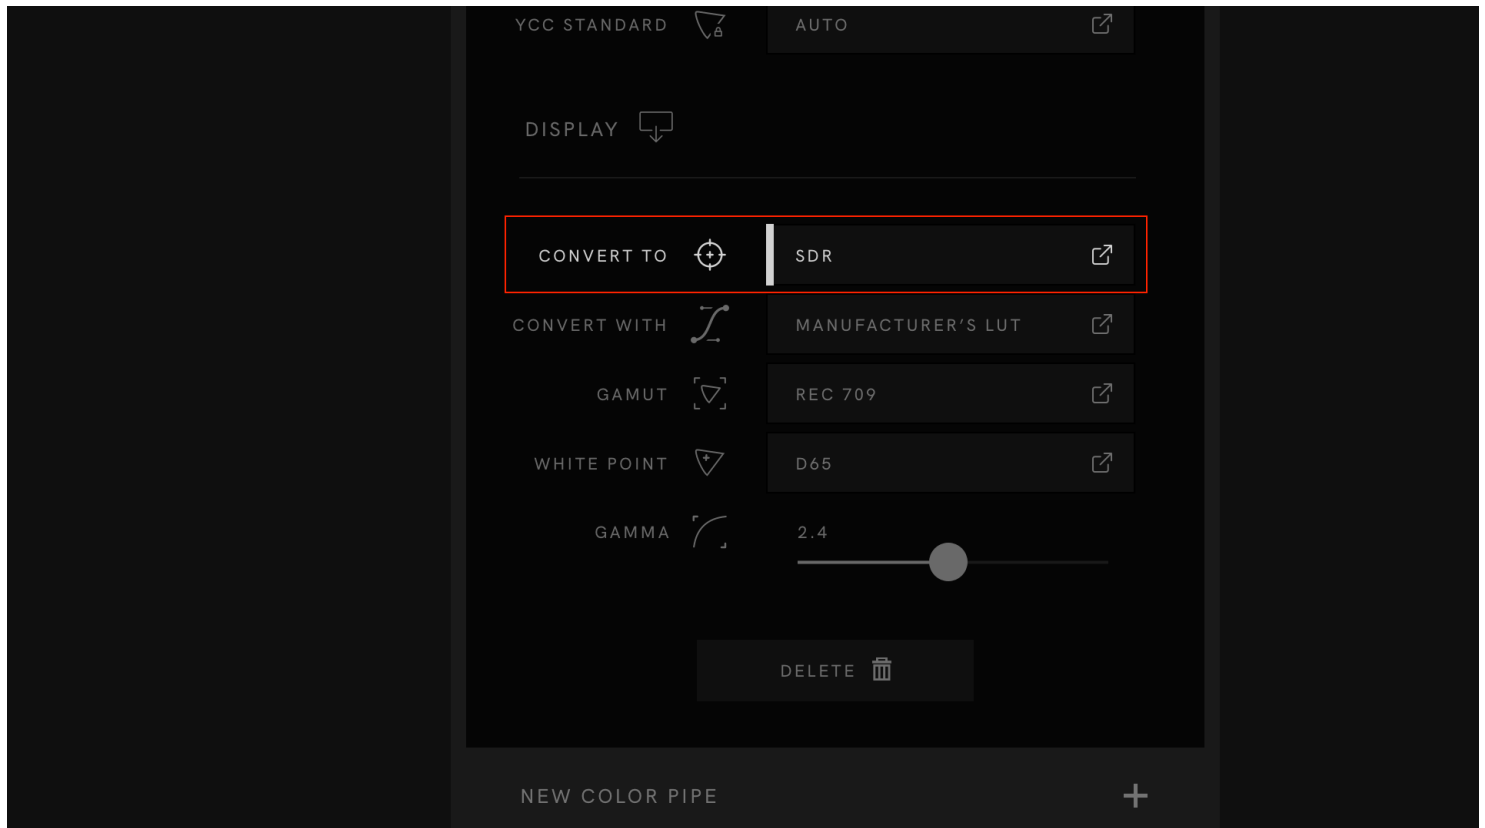 YCC STANDARD AUTO
DISPLAY
CONVERT TO SDR
CONVERT WITH MANUFACTURER’S LUT
GAMUT REC 709
WHITE POINT D65
GAMMA 2.4
DELETE
NEW COLOR PIPE